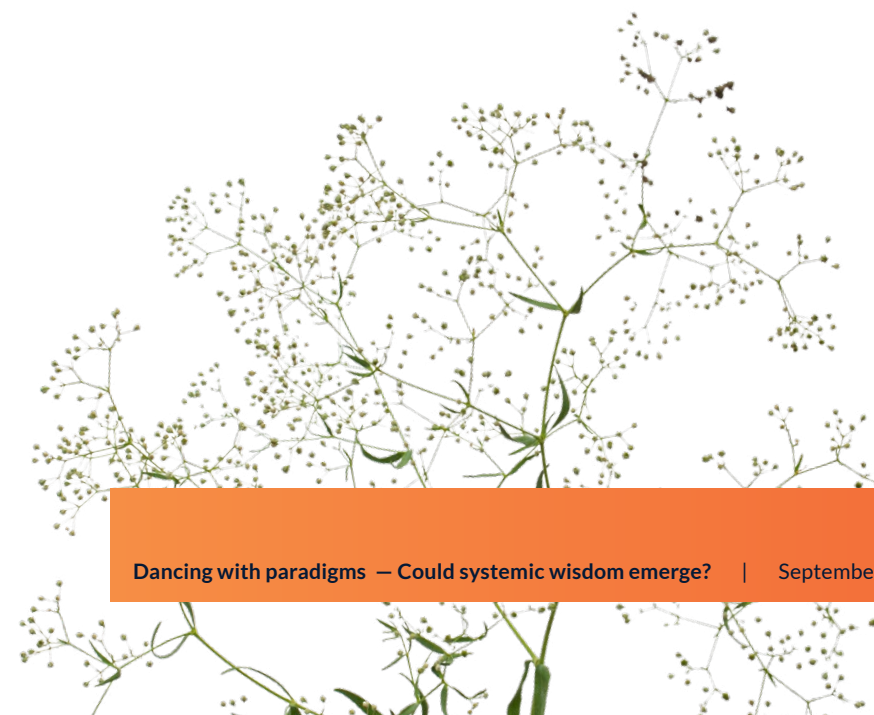 Dancing with paradigms — Could systemic wisdom emerge? | Septembe